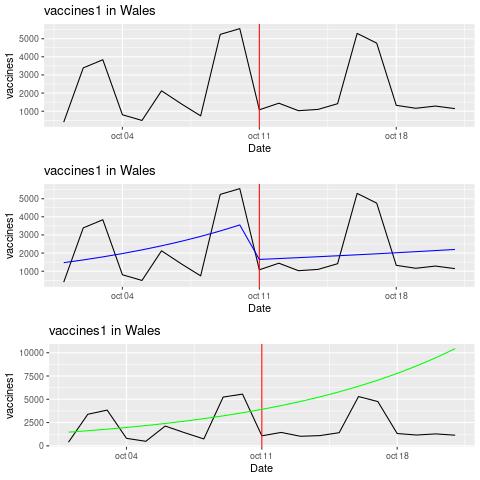 vaccines1 in Wales
5000
4000
3000
2000
1000
vaccines1
oct 04
oct 11
oct 18
Date
vaccines1 in Wales
5000
4000
3000
2000
1000
vaccines1
oct 04
oct 11
oct 18
Date
vaccines1 in Wales
10000
7500
5000
2500
0
vaccines1
oct 04
oct 11
oct 18
Date